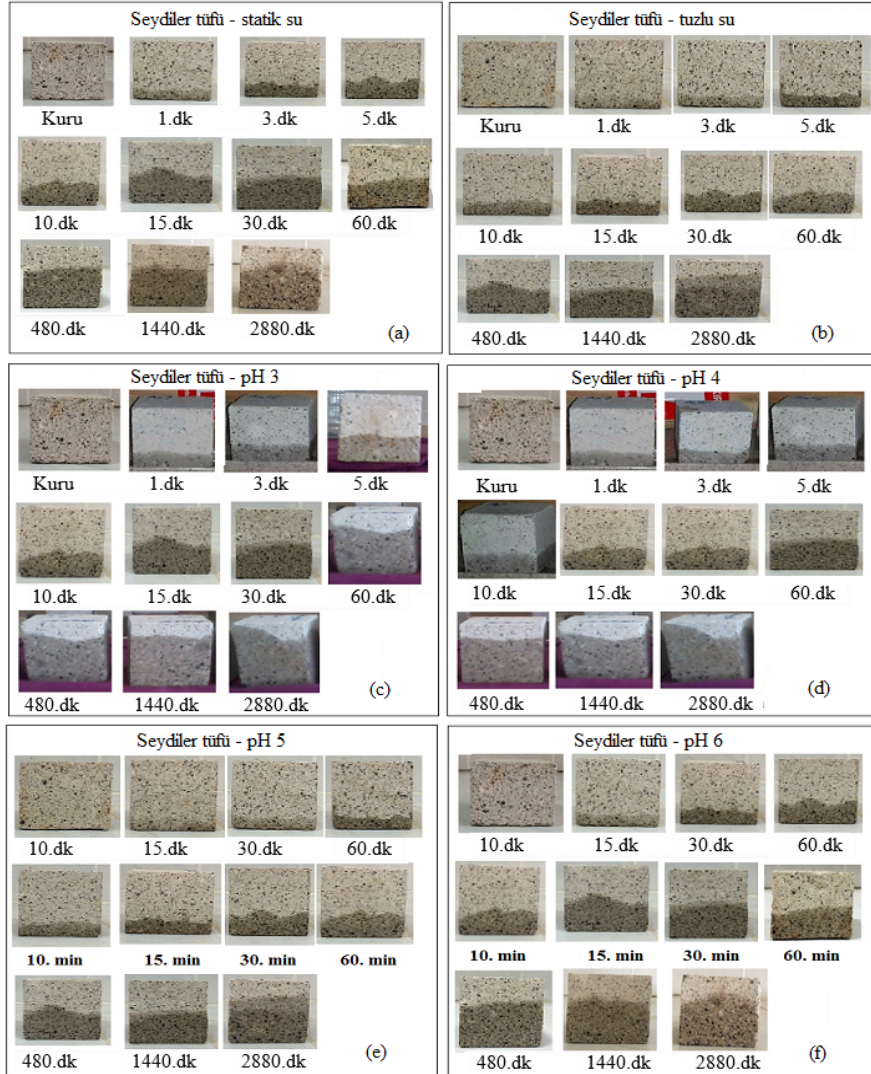 Seydiler tüfü - statik su
Kuru 1.dk 3.dk 5.dk
10.dk 15.dk 30.dk 60.dk
480.dk 1440.dk 2880.dk (a)
Seydiler tüfü - tuzlu su
Kuru 1.dk 3.dk 5.dk
10.dk 15.dk 30.dk 60.dk
480.dk 1440.dk 2880.dk (b)
Seydiler tüfü - pH 3
Kuru 1.dk 3.dk 5.dk
10.dk 15.dk 30.dk 60.dk
480.dk 1440.dk 2880.dk (c)
Seydiler tüfü - pH 4
Kuru 1.dk 3.dk 5.dk
10.dk 15.dk 30.dk 60.dk
480.dk 1440.dk 2880.dk (d)
Seydiler tüfü - pH 5
10.dk 15.dk 30.dk 60.dk
10. min 15. min 30. min 60. min
480.dk 1440.dk 2880.dk (e)
Seydiler tüfü - pH 6
10.dk 15.dk 30.dk 60.dk
10. min 15. min 30. min 60. min
480.dk 1440.dk 2880.dk (f)